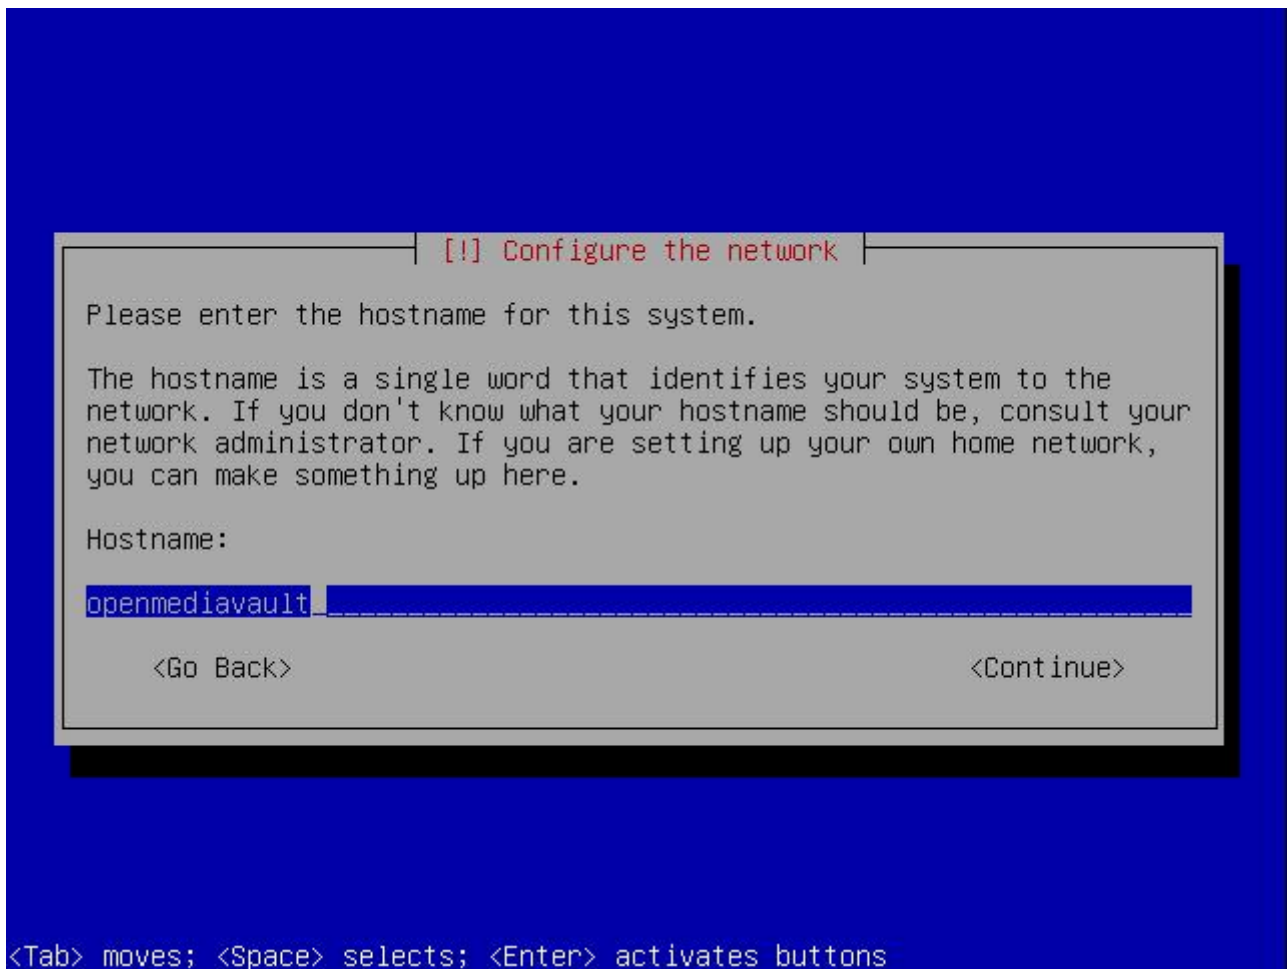 [!] Configure the network
Please enter the hostname for this system.
The hostname is a single word that identifies your system to the
network. If you don't know what your hostname should be, consult your
network administrator. If you are setting up your own home network,
you can make something up here.
Hostname:
openmediavault
<Go Back> <Continue>
<Tab> moves; <Space> selects; <Enter> activates buttons